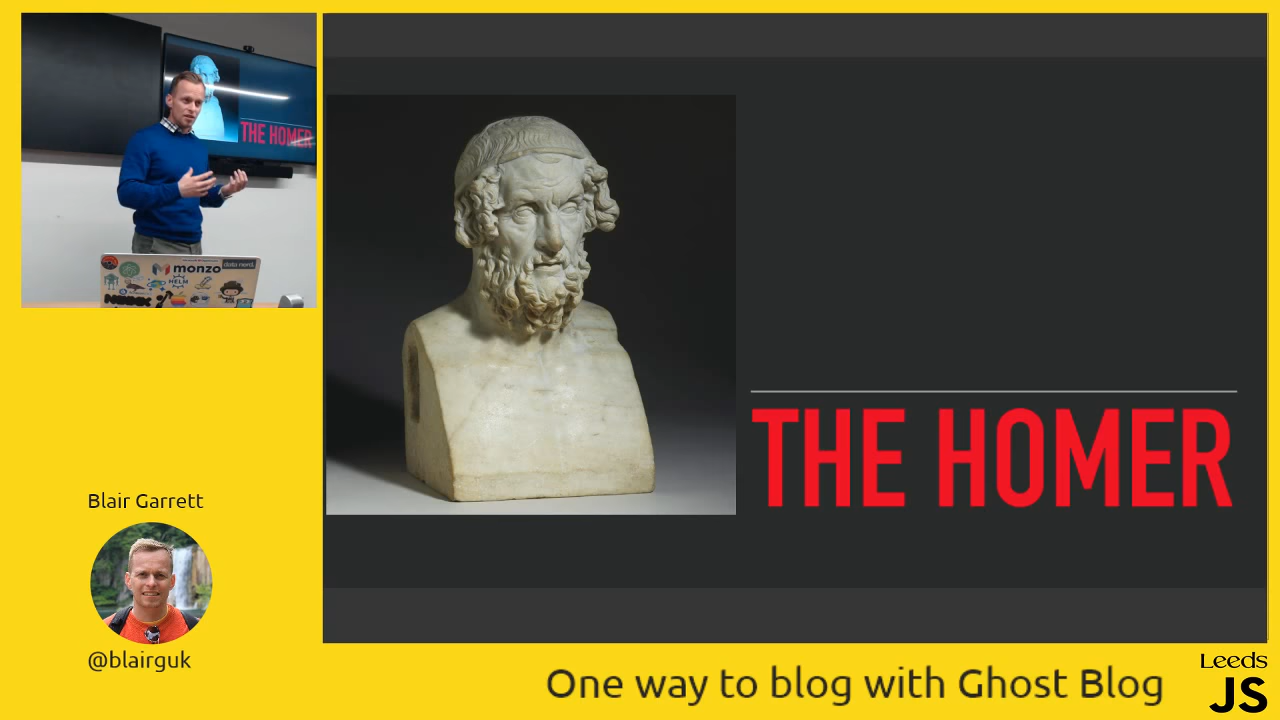 THE HOMER
monzo
data nerd
HELM
THE HOMER
Blair Garrett
@blairguk
One way to blog with Ghost Blog
Leeds
JS